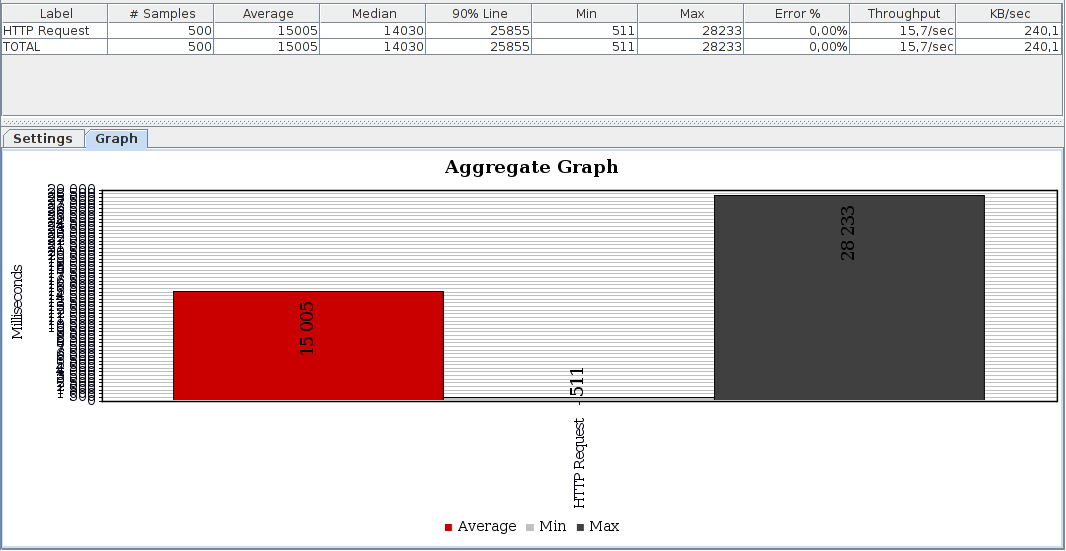 Label # Samples Average Median 90% Line Min Max Error % Throughput KB/sec
HTTP Request 500 15005 14030 25855 511 28233 0,00% 15,7/sec 240,1
TOTAL 500 15005 14030 25855 511 28233 0,00% 15,7/sec 240,1
Settings Graph
Aggregate Graph
Milliseconds
0
15 005
511
28 233
HTTP Request
Average Min Max